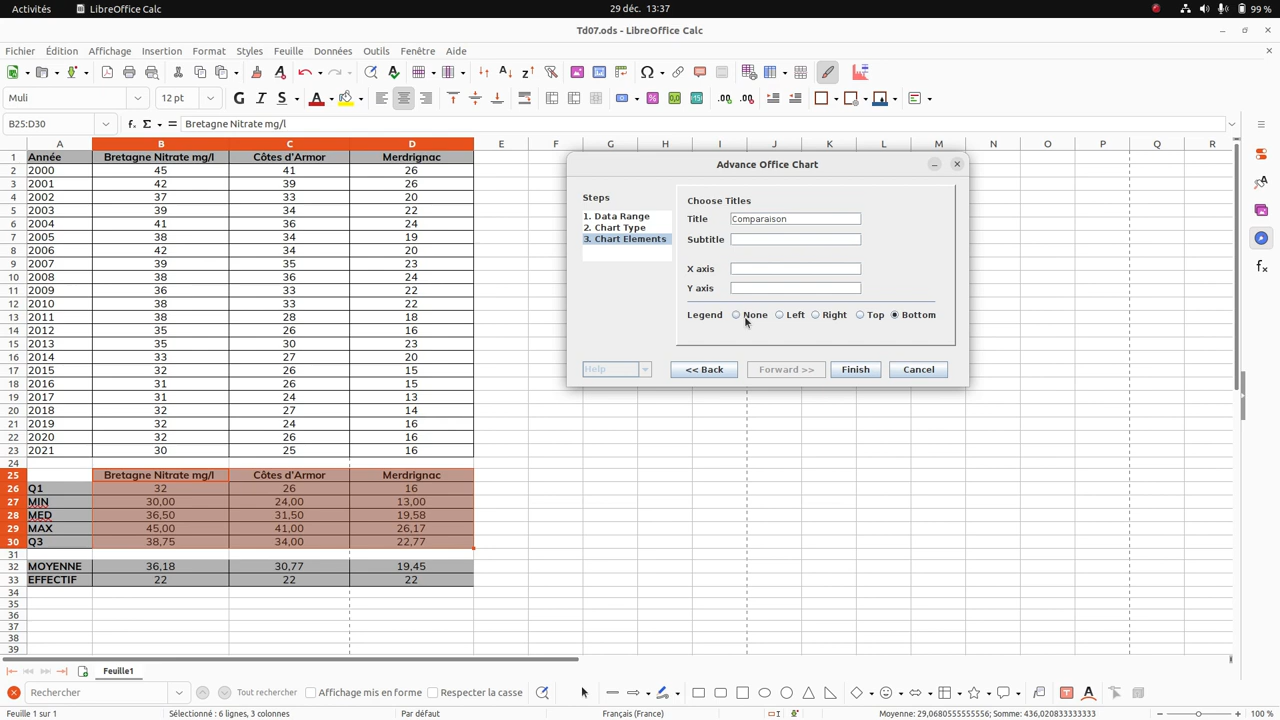 Activités LibreOffice Calc 29 déc. 13:37 99 %
Td07.ods - LibreOffice Calc
Fichier Édition Affichage Insertion Format Styles Feuille Données Outils Fenêtre Aide
Muli 12 pt
B25:D30 Bretagne Nitrate mg/l
A B C D E F G H I J K L M N O P Q R
1 Année Bretagne Nitrate mg/l Côtes d'Armor Merdrignac
2 2000 45 41 26
3 2001 42 39 26
4 2002 37 33 20
5 2003 39 34 22
6 2004 41 36 24
7 2005 38 34 19
8 2006 42 34 20
9 2007 39 35 23
10 2008 38 36 24
11 2009 36 33 22
12 2010 38 33 22
13 2011 38 28 18
14 2012 35 26 16
15 2013 35 30 23
16 2014 33 27 20
17 2015 32 26 15
18 2016 31 26 15
19 2017 31 24 13
20 2018 32 27 14
21 2019 32 24 16
22 2020 32 26 16
23 2021 30 25 16
24
25 Bretagne Nitrate mg/l Côtes d'Armor Merdrignac
26 Q1 32 26 16
27 MIN 30,00 24,00 13,00
28 MED 36,50 31,50 19,58
29 MAX 45,00 41,00 26,17
30 Q3 38,75 34,00 22,77
31
32 MOYENNE 36,18 30,77 19,45
33 EFFECTIF 22 22 22
34
35
36
37
38
39
Advance Office Chart
Steps
1. Data Range
2. Chart Type
3. Chart Elements
Choose Titles
Title Comparaison
Subtitle
X axis
Y axis
Legend None Left Right Top Bottom
Help << Back Forward >> Finish Cancel
Feuille1
Rechercher Tout rechercher Affichage mis en forme Respecter la casse
Feuille 1 sur 1 Sélectionné : 6 lignes, 3 colonnes Par défaut Français (France) Moyenne: 29,0680555555556; Somme: 436,020833333333 100 %